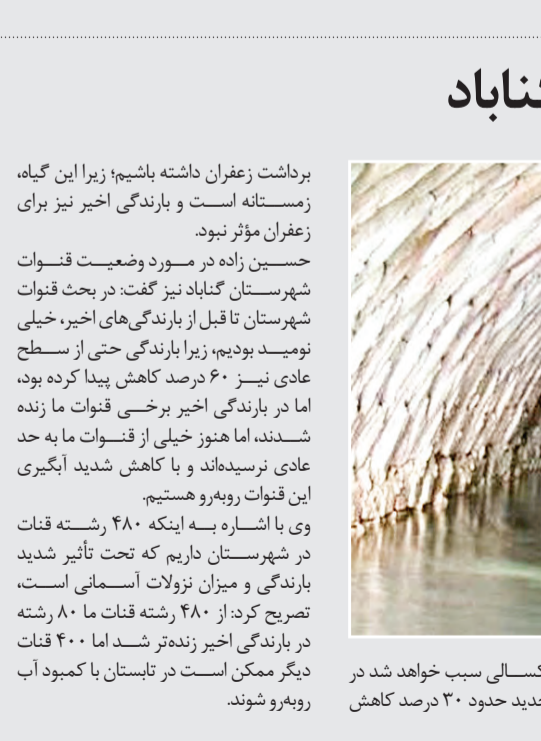 گناباد
کسالی سبب خواهد شد در
جدید حدود ۳۰ درصد کاهش
برداشت زعفران داشته باشیم؛ زیرا این گیاه،
زمستانه است و بارندگی اخیر نیز برای
زعفران مؤثر نبود.
حسین زاده در مورد وضعیت قنوات
شهرستان گناباد نیز گفت: در بحث قنوات
شهرستان تا قبل از بارندگی‌های اخیر، خیلی
نومید بودیم، زیرا بارندگی حتی از سطح
عادی نیز ۶۰ درصد کاهش پیدا کرده بود،
اما در بارندگی اخیر برخی قنوات ما زنده
شدند، اما هنوز خیلی از قنوات ما به حد
عادی نرسیده‌اند و با کاهش شدید آبگیری
این قنوات روبه‌رو هستیم.
وی با اشاره به اینکه ۴۸۰ رشته قنات
در شهرستان داریم که تحت تأثیر شدید
بارندگی و میزان نزولات آسمانی است،
تصریح کرد: از ۴۸۰ رشته قنات ما ۸۰ رشته
در بارندگی اخیر زنده‌تر شد اما ۴۰۰ قنات
دیگر ممکن است در تابستان با کمبود آب
روبه‌رو شوند.